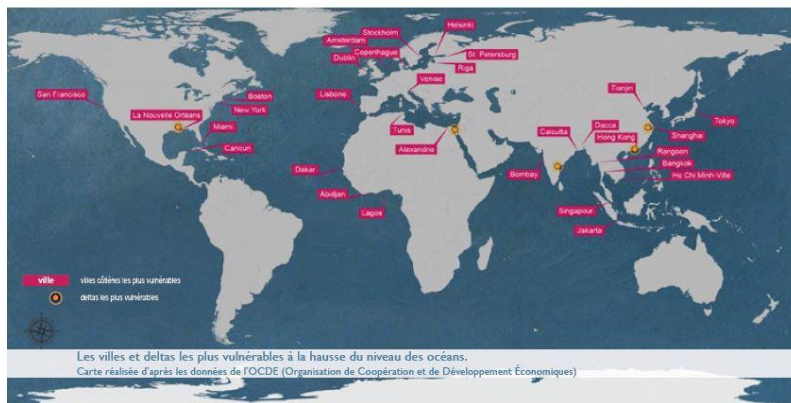 Helsinki
Stockholm
Amsterdam
Copenhague
St. Petersburg
Dublin
Riga
Venise
Tianjin
San Francisco
Boston
Lisbone
New York
La Nouvelle Orléans
Miami
Tunis
Dacca
Tokyo
Calcutta
Hong Kong
Shanghai
Cancun
Alexandrie
Rangoon
Bangkok
Dakar
Bombay
Ho Chi Minh-Ville
Abidjan
Lagos
Singapour
Jakarta
ville villes côtières les plus vulnérables
deltas les plus vulnérables
Les villes et deltas les plus vulnérables à la hausse du niveau des océans.
Carte réalisée d'après les données de l'OCDE (Organisation de Coopération et de Développement Économiques)